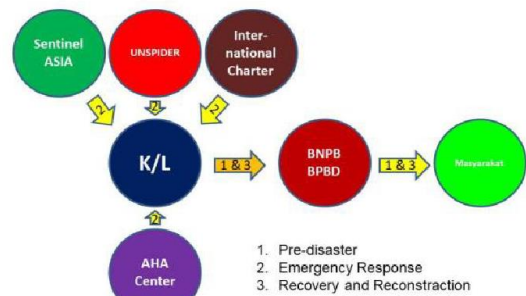 Sentinel
ASIA
UNSPIDER
Inter-
national
Charter
2
2
2
K/L
1 & 3
BNPB
BPBD
1 & 3
Masyarakat
2
AHA
Center
1. Pre-disaster
2. Emergency Response
3. Recovery and Reconstraction